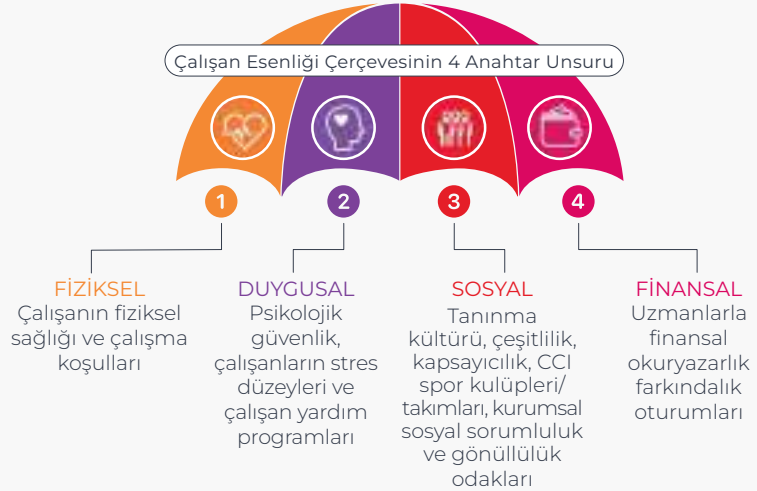 Çalışan Esenliği Çerçevesinin 4 Anahtar Unsuru
1
2
3
4
FİZİKSEL
Çalışanın fiziksel
sağlığı ve çalışma
koşulları
DUYGUSAL
Psikolojik
güvenlik,
çalışanların stres
düzeyleri ve
çalışan yardım
programları
SOSYAL
Tanınma
kültürü, çeşitlilik,
kapsayıcılık, CCI
spor kulüpleri/
takımları, kurumsal
sosyal sorumluluk
ve gönüllülük
odakları
FİNANSAL
Uzmanlarla
finansal
okuryazarlık
farkındalık
oturumları